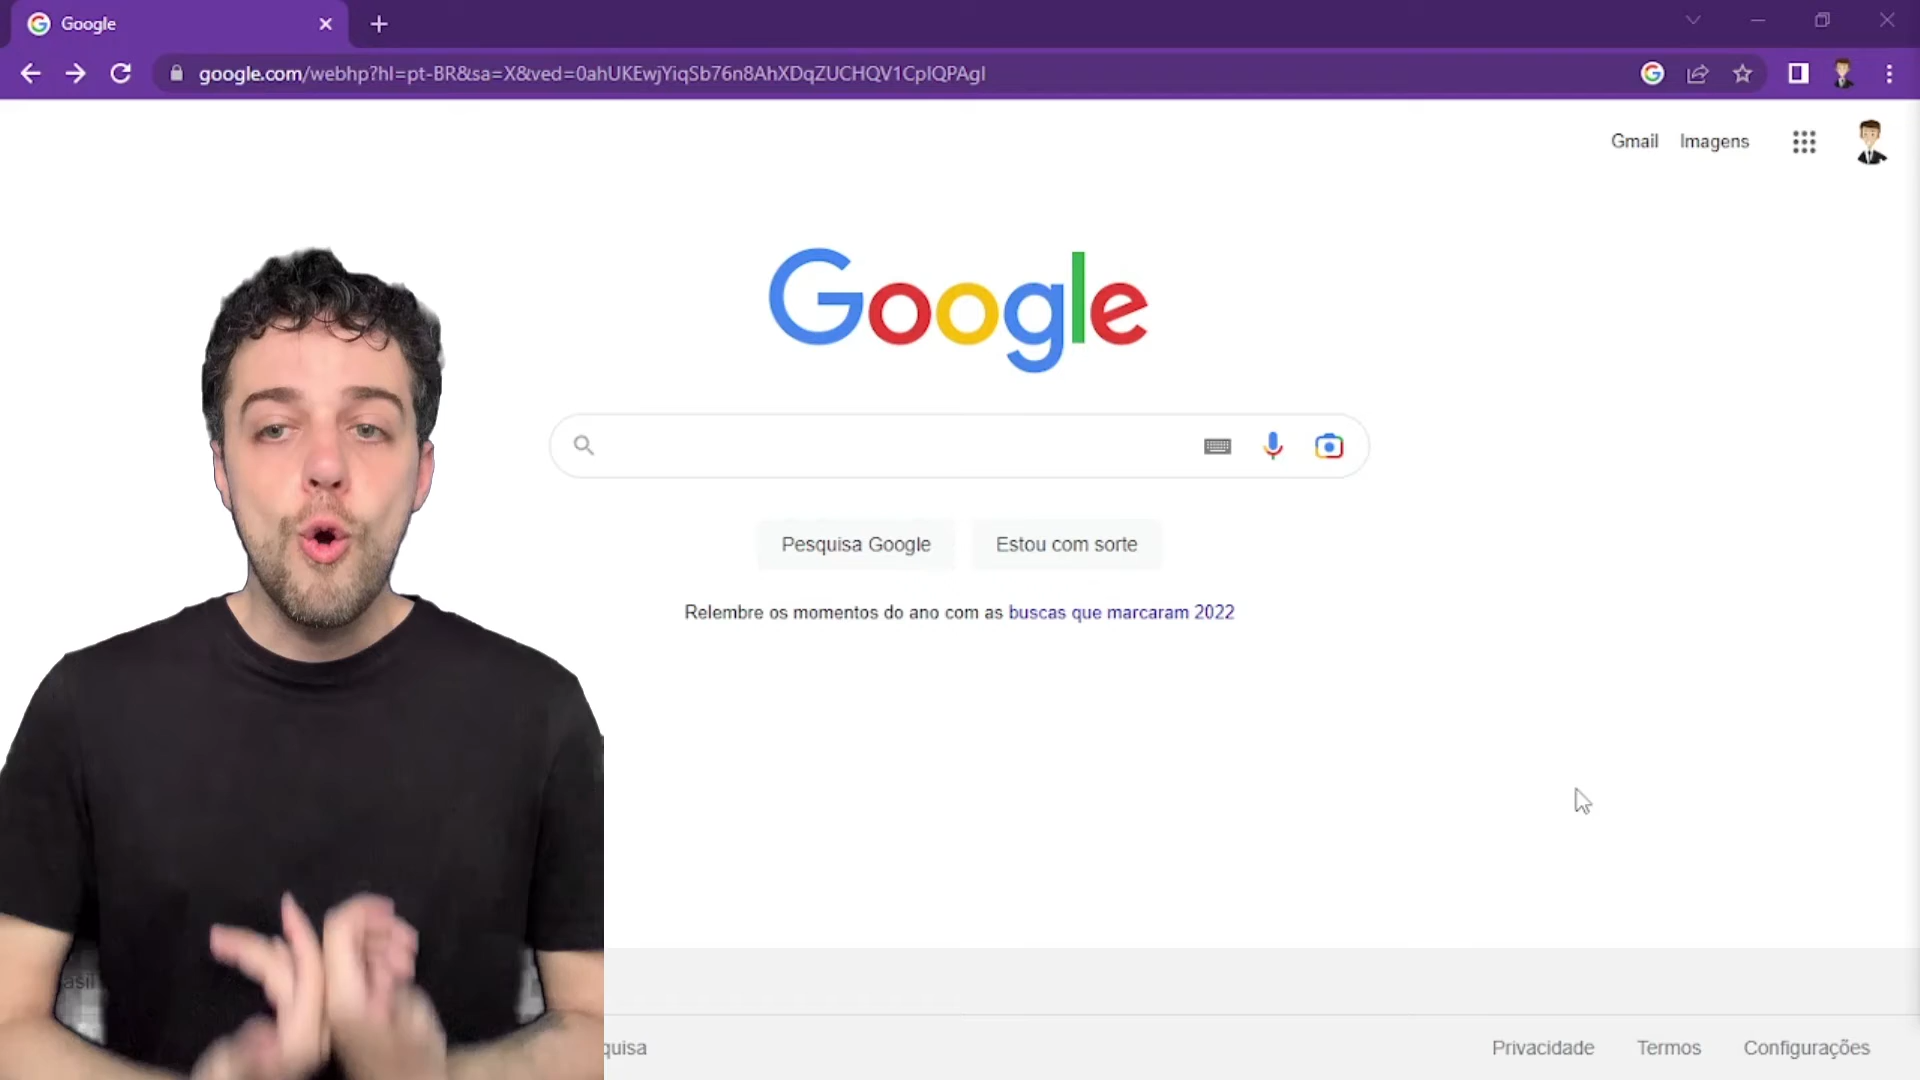 Google
google.com/webhp?hl=pt-BR&sa=X&ved=0ahUKEwjYiqSb76n8AhXDqZUCHQV1CpIQPAgI
Gmail Imagens
Google
Pesquisa Google Estou com sorte
Relembre os momentos do ano com as buscas que marcaram 2022
asil
quisa Privacidade Termos Configurações